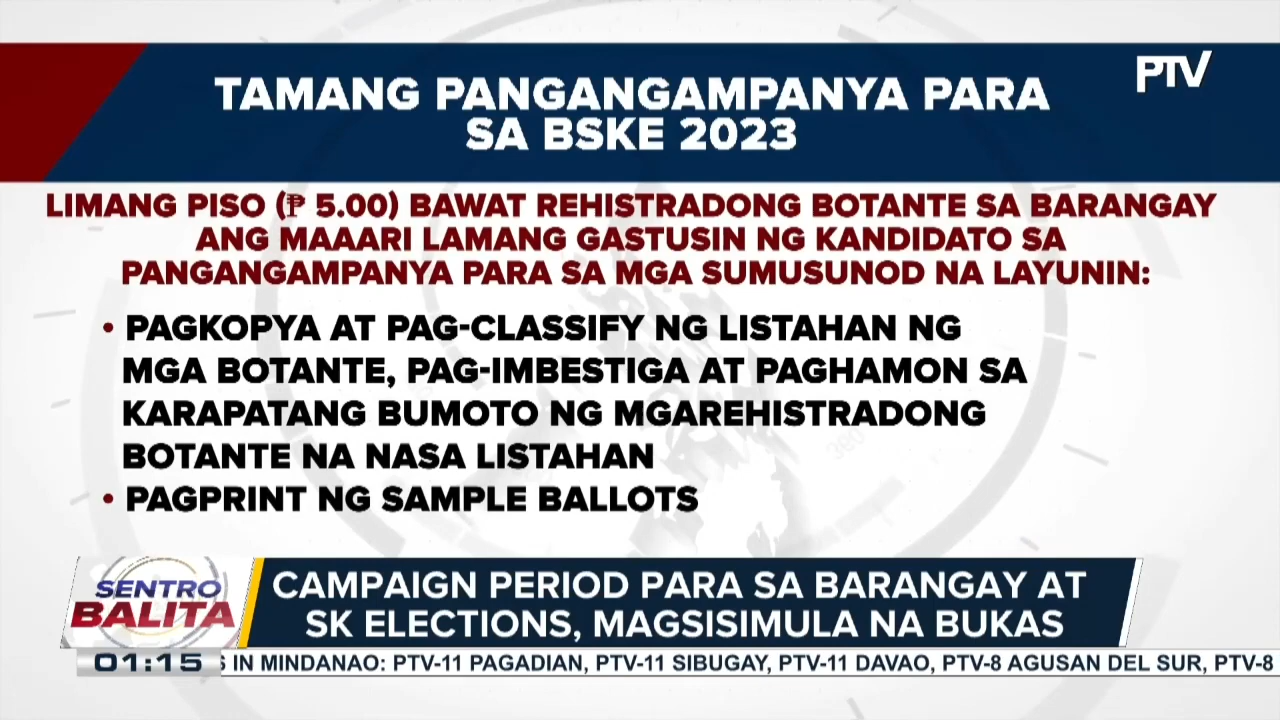 PTV
TAMANG PANGANGAMPANYA PARA
SA BSKE 2023
LIMANG PISO (₱ 5.00) BAWAT REHISTRADONG BOTANTE SA BARANGAY
ANG MAAARI LAMANG GASTUSIN NG KANDIDATO SA
PANGANGAMPANYA PARA SA MGA SUMUSUNOD NA LAYUNIN:
• PAGKOPYA AT PAG-CLASSIFY NG LISTAHAN NG
MGA BOTANTE, PAG-IMBESTIGA AT PAGHAMON SA
KARAPATANG BUMOTO NG MGAREHISTRADONG
BOTANTE NA NASA LISTAHAN
• PAGPRINT NG SAMPLE BALLOTS
SENTRO
BALITA
CAMPAIGN PERIOD PARA SA BARANGAY AT
SK ELECTIONS, MAGSISIMULA NA BUKAS
01:15
IN MINDANAO: PTV-11 PAGADIAN, PTV-11 SIBUGAY, PTV-11 DAVAO, PTV-8 AGUSAN DEL SUR, PTV-8